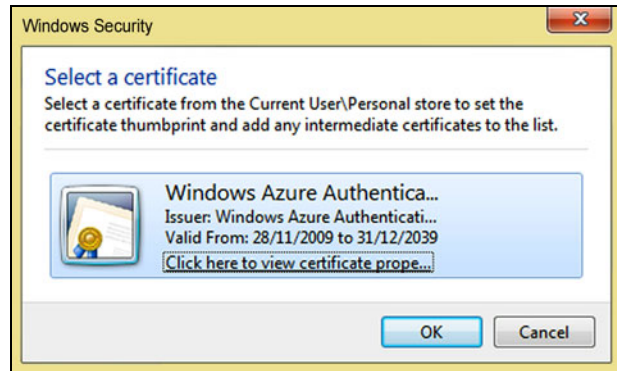 Windows Security
Select a certificate
Select a certificate from the Current User\Personal store to set the
certificate thumbprint and add any intermediate certificates to the list.
Windows Azure Authentica...
Issuer: Windows Azure Authenticati...
Valid From: 28/11/2009 to 31/12/2039
Click here to view certificate prope...
OK
Cancel